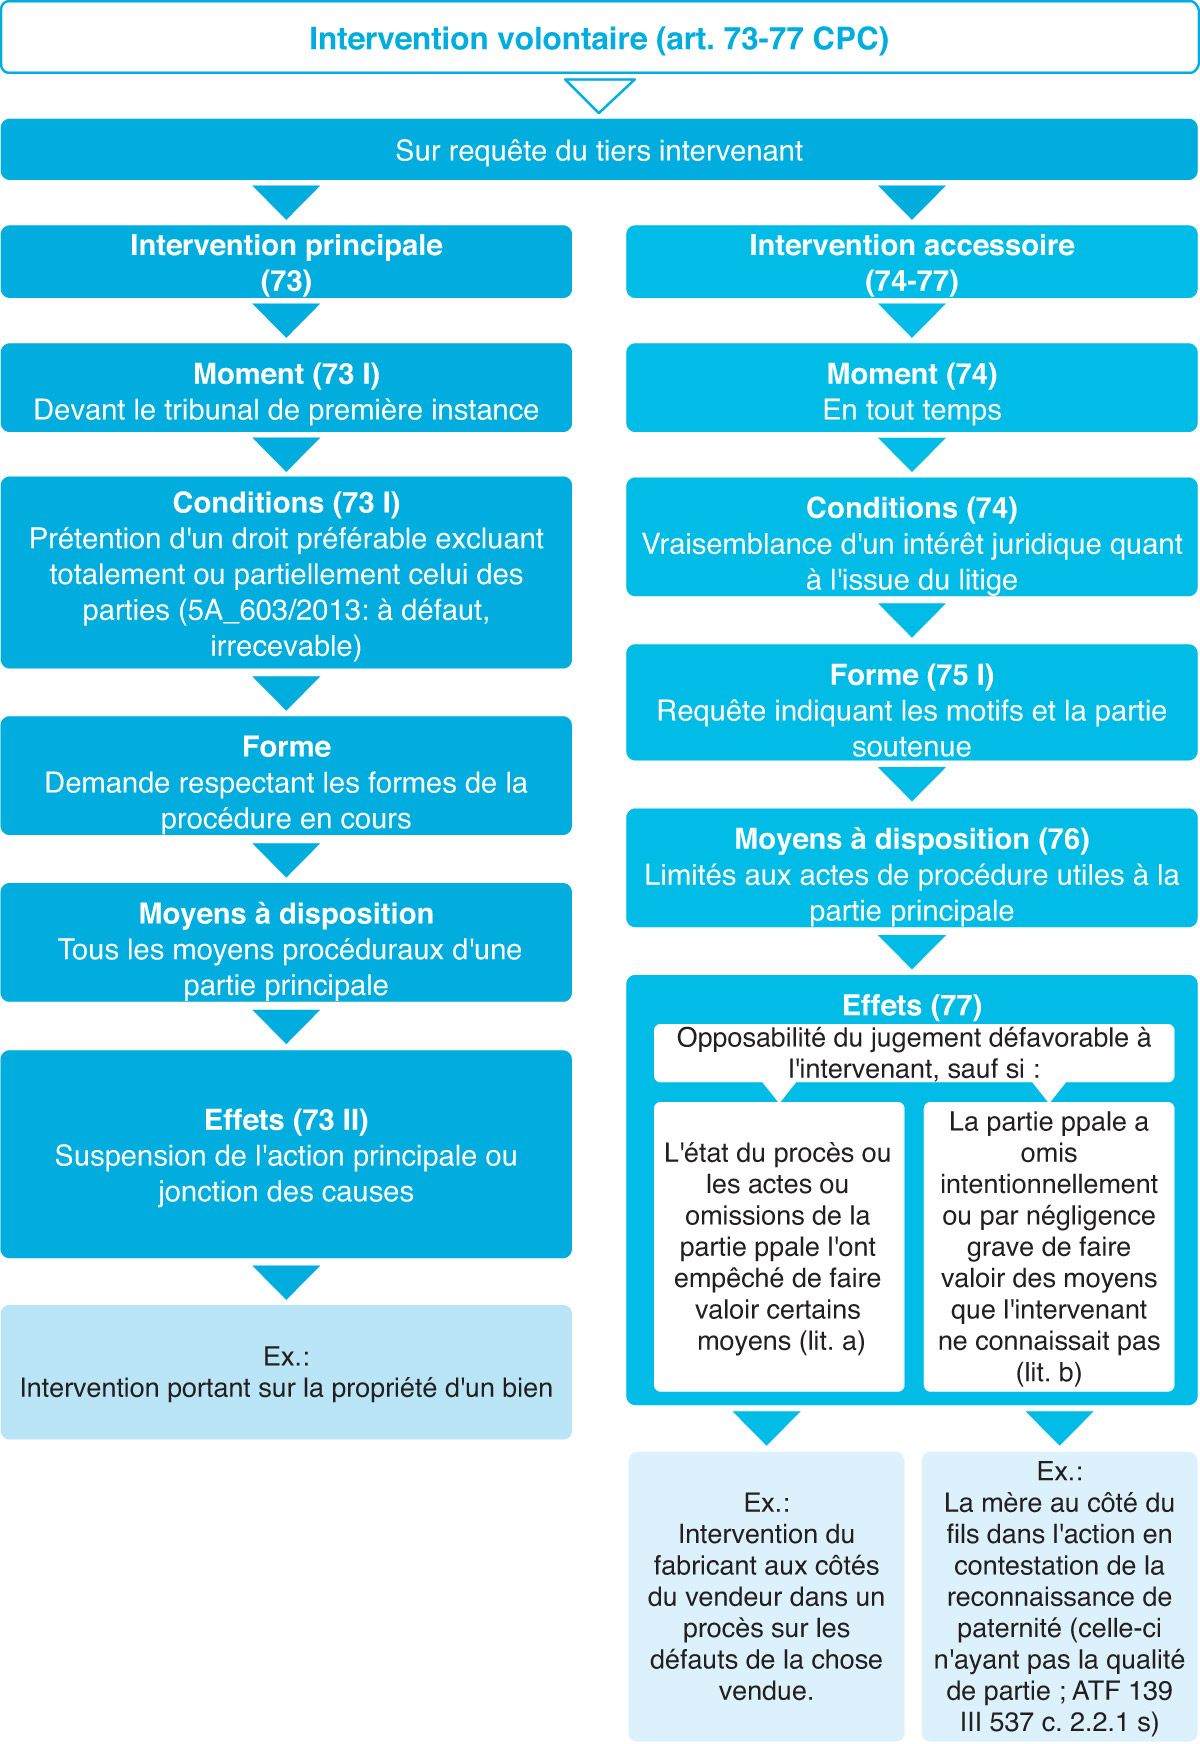 Intervention volontaire (art. 73-77 CPC)
Sur requête du tiers intervenant
Intervention principale
(73)
Moment (73 I)
Devant le tribunal de première instance
Conditions (73 I)
Prétention d'un droit préférable excluant
totalement ou partiellement celui des
parties (5A_603/2013: à défaut,
irrecevable)
Forme
Demande respectant les formes de la
procédure en cours
Moyens à disposition
Tous les moyens procéduraux d'une
partie principale
Effets (73 II)
Suspension de l'action principale ou
jonction des causes
Ex.:
Intervention portant sur la propriété d'un bien
Intervention accessoire
(74-77)
Moment (74)
En tout temps
Conditions (74)
Vraisemblance d'un intérêt juridique quant
à l'issue du litige
Forme (75 I)
Requête indiquant les motifs et la partie
soutenue
Moyens à disposition (76)
Limités aux actes de procédure utiles à la
partie principale
Effets (77)
Opposabilité du jugement défavorable à
l'intervenant, sauf si :
L'état du procès ou
les actes ou
omissions de la
partie ppale l'ont
empêché de faire
valoir certains
moyens (lit. a)
La partie ppale a
omis
intentionnellement
ou par négligence
grave de faire
valoir des moyens
que l'intervenant
ne connaissait pas
(lit. b)
Ex.:
Intervention du
fabricant aux côtés
du vendeur dans un
procès sur les
défauts de la chose
vendue.
Ex.:
La mère au côté du
fils dans l'action en
contestation de la
reconnaissance de
paternité (celle-ci
n'ayant pas la qualité
de partie ; ATF 139
III 537 c. 2.2.1 s)